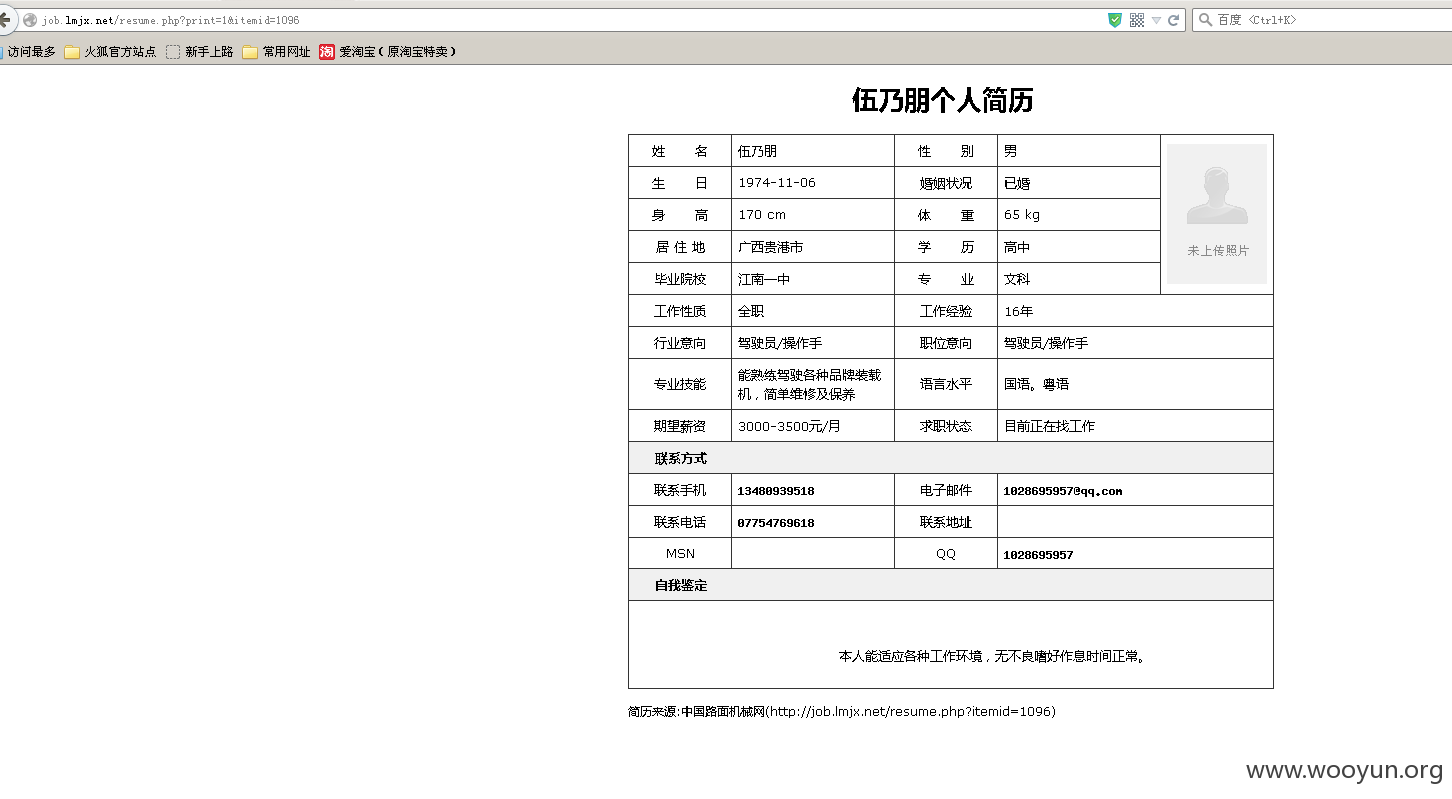 job.lmjx.net/resume.php?print=1&itemid=1096
百度 <Ctrl+K>
访问最多 火狐官方站点 新手上路 常用网址 淘 爱淘宝(原淘宝特卖)
伍乃朋个人简历
姓 名 伍乃朋 性 别 男
生 日 1974-11-06 婚姻状况 已婚
身 高 170 cm 体 重 65 kg
居 住 地 广西贵港市 学 历 高中
未上传照片
毕业院校 江南一中 专 业 文科
工作性质 全职 工作经验 16年
行业意向 驾驶员/操作手 职位意向 驾驶员/操作手
专业技能 能熟练驾驶各种品牌装载
机，简单维修及保养 语言水平 国语。粤语
期望薪资 3000-3500元/月 求职状态 目前正在找工作
联系方式
联系手机 13480939518 电子邮件 1028695957@qq.com
联系电话 07754769618 联系地址
MSN QQ 1028695957
自我鉴定
本人能适应各种工作环境，无不良嗜好作息时间正常。
简历来源:中国路面机械网(http://job.lmjx.net/resume.php?itemid=1096)
www.wooyun.org